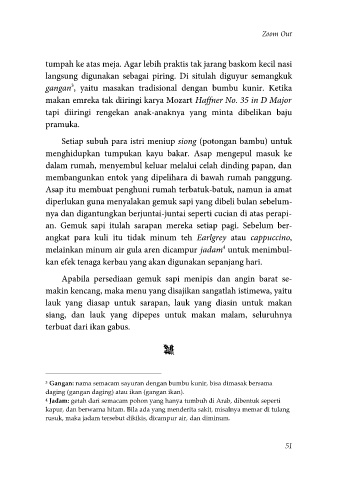 Zoom Out
tumpah ke atas meja. Agar lebih praktis tak jarang baskom kecil nasi
langsung digunakan sebagai piring. Di situlah diguyur semangkuk
gangan³, yaitu masakan tradisional dengan bumbu kunir. Ketika
makan emreka tak diiringi karya Mozart Haffner No. 35 in D Major
tapi diiringi rengekan anak-anaknya yang minta dibelikan baju
pramuka.
Setiap subuh para istri meniup siong (potongan bambu) untuk
menghidupkan tumpukan kayu bakar. Asap mengepul masuk ke
dalam rumah, menyembul keluar melalui celah dinding papan, dan
membangunkan entok yang dipelihara di bawah rumah panggung.
Asap itu membuat penghuni rumah terbatuk-batuk, namun ia amat
diperlukan guna menyalakan gemuk sapi yang dibeli bulan sebelum-
nya dan digantungkan berjuntai-juntai seperti cucian di atas perapi-
an. Gemuk sapi itulah sarapan mereka setiap pagi. Sebelum ber-
angkat para kuli itu tidak minum teh Earlgrey atau cappuccino,
melainkan minum air gula aren dicampur jadam⁴ untuk menimbul-
kan efek tenaga kerbau yang akan digunakan sepanjang hari.
Apabila persediaan gemuk sapi menipis dan angin barat se-
makin kencang, maka menu yang disajikan sangatlah istimewa, yaitu
lauk yang diasap untuk sarapan, lauk yang diasin untuk makan
siang, dan lauk yang dipepes untuk makan malam, seluruhnya
terbuat dari ikan gabus.
³ Gangan: nama semacam sayuran dengan bumbu kunir, bisa dimasak bersama
daging (gangan daging) atau ikan (gangan ikan).
⁴ Jadam: getah dari semacam pohon yang hanya tumbuh di Arab, dibentuk seperti
kapur, dan berwarna hitam. Bila ada yang menderita sakit, misalnya memar di tulang
rusuk, maka jadam tersebut dikikis, dicampur air, dan diminum.
51